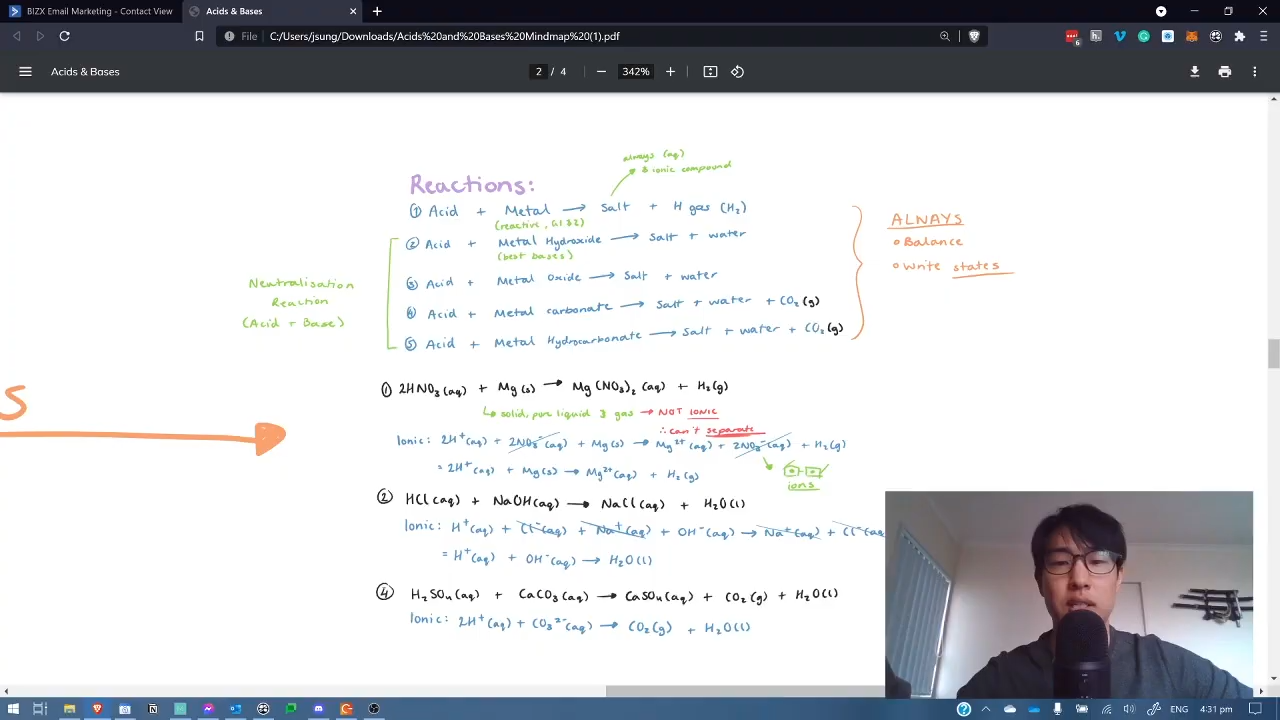 BIZX Email Marketing - Contact View
Acids & Bases
File
C:/Users/jsung/Downloads/Acids%20and%20Bases%20Mindmap%20(1).pdf
6
Acids & Bases
2 / 4
342%
always (aq)
& ionic compound
Reactions:
① Acid + Metal → Salt + H gas (H₂)
(reactive, G1 & 2)
② Acid + Metal Hydroxide → Salt + water
(best bases)
③ Acid + Metal Oxide → Salt + water
④ Acid + Metal carbonate → Salt + water + CO₂ (g)
⑤ Acid + Metal Hydrocarbonate → Salt + water + CO₂ (g)
Neutralisation
Reaction
(Acid + Base)
ALWAYS
Balance
Write states
S
① 2HNO₃(aq) + Mg(s) → Mg(NO₃)₂ (aq) + H₂(g)
solid, pure liquid & gas → NOT IONIC
∴ can't separate
Ionic: 2H⁺(aq) + 2NO₃⁻(aq) + Mg(s) → Mg²⁺(aq) + 2NO₃⁻(aq) + H₂(g)
= 2H⁺(aq) + Mg(s) → Mg²⁺(aq) + H₂(g)
ions
② HCl(aq) + NaOH(aq) → NaCl(aq) + H₂O(l)
Ionic: H⁺(aq) + Cl⁻(aq) + Na⁺(aq) + OH⁻(aq) → Na⁺(aq) + Cl⁻(aq
= H⁺(aq) + OH⁻(aq) → H₂O(l)
④ H₂SO₄(aq) + CaCO₃(aq) → CaSO₄(aq) + CO₂(g) + H₂O(l)
Ionic: 2H⁺(aq) + CO₃²⁻(aq) → CO₂(g) + H₂O(l)
4:31 pm